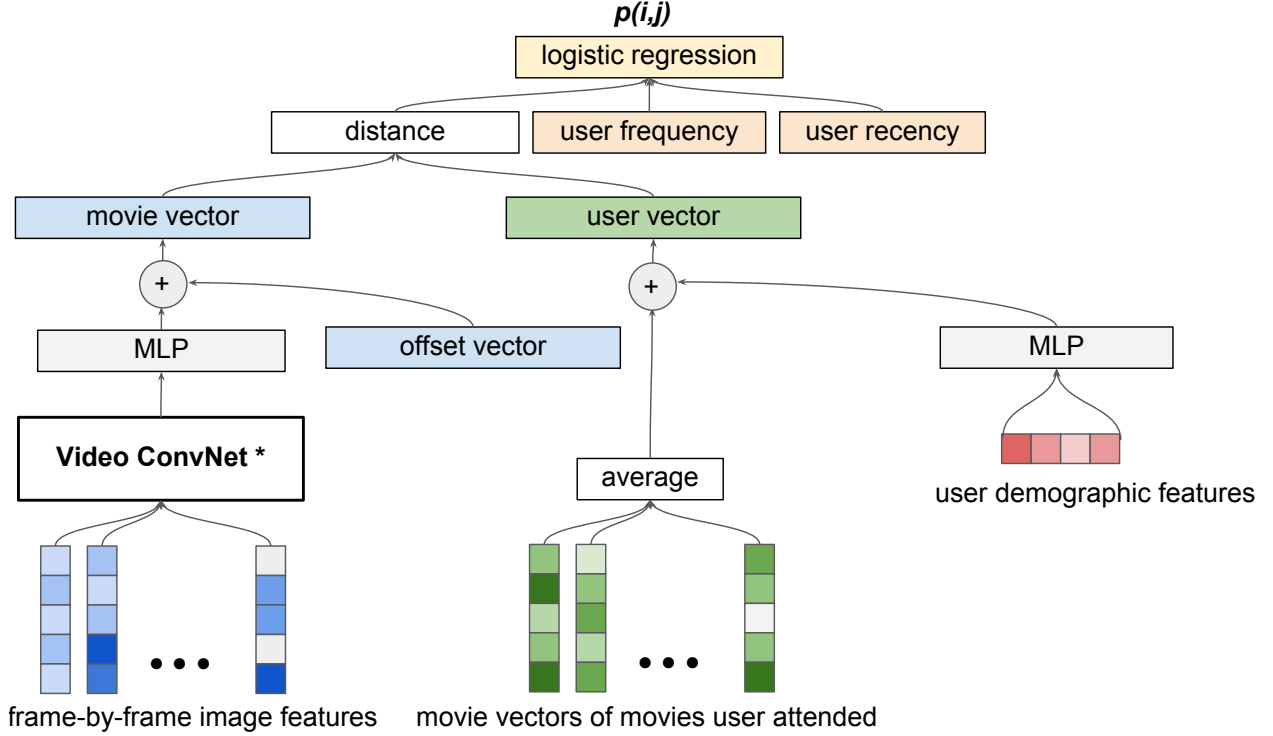 p(i,j)
logistic regression
distance
user frequency
user recency
movie vector
user vector
+
+
MLP
offset vector
MLP
Video ConvNet *
average
user demographic features
frame-by-frame image features
movie vectors of movies user attended